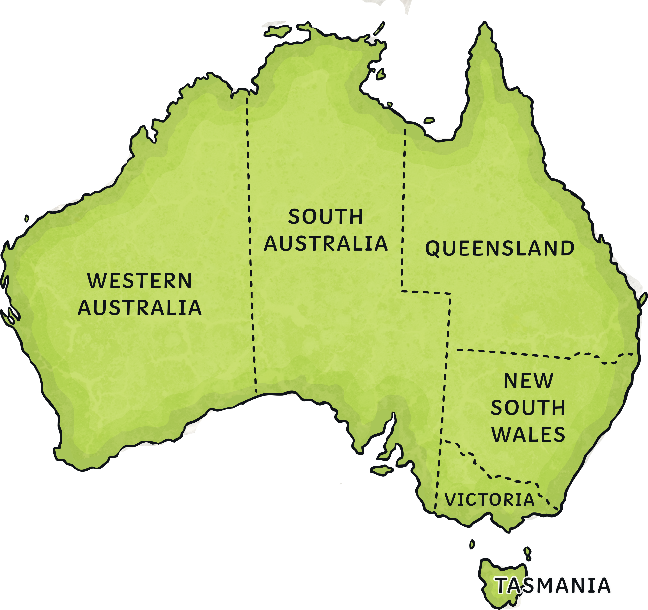 SOUTH
AUSTRALIA
QUEENSLAND
WESTERN
AUSTRALIA
NEW
SOUTH
WALES
VICTORIA
TASMANIA